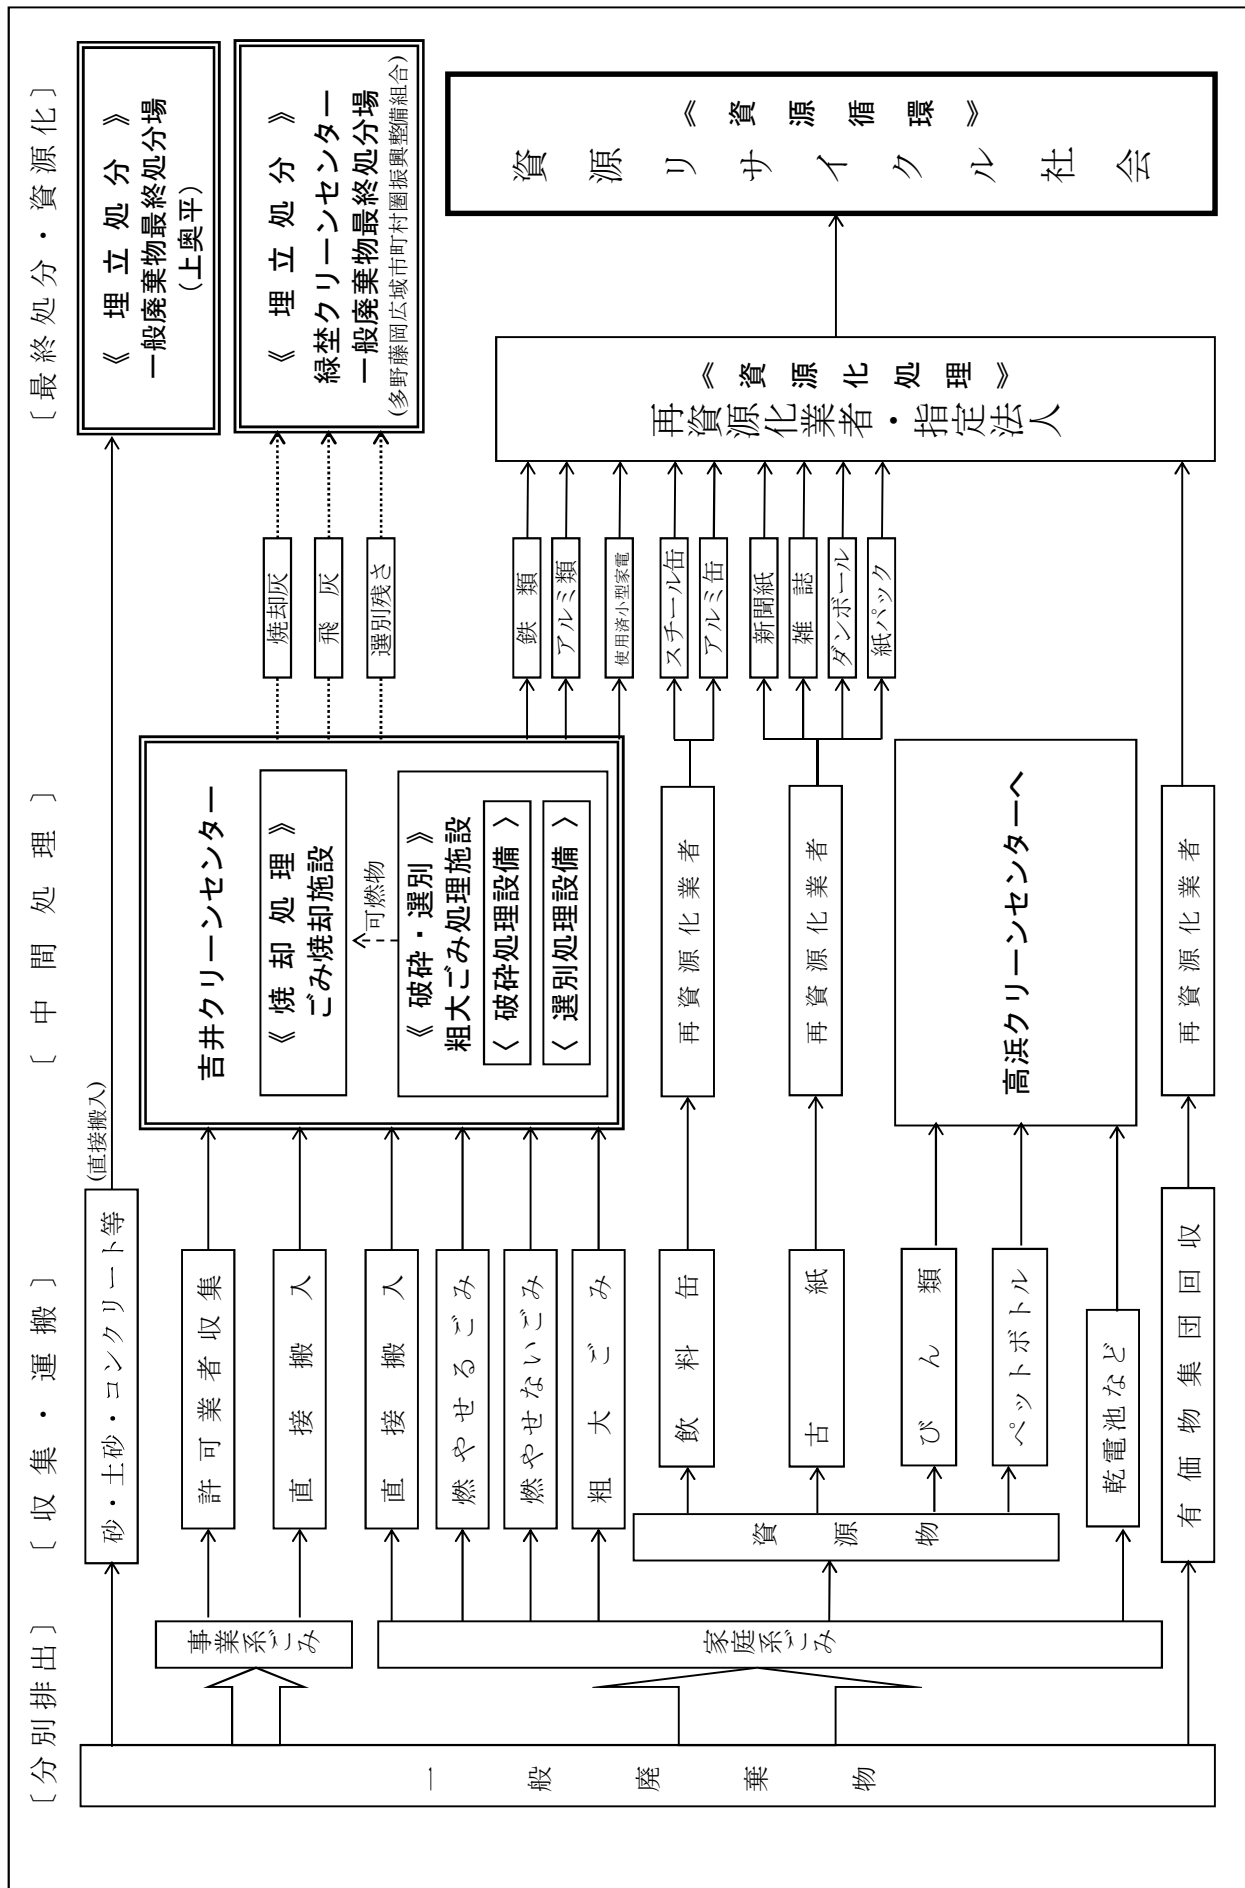 〔分別排出〕
〔収集・運搬〕
〔中間処理〕
〔最終処分・資源化〕
一般廃棄物
事業系ごみ
家庭系ごみ
砂・土砂・コンクリート等
(直接搬入)
許可業者収集
直接搬入
直接搬入
燃やせるごみ
燃やせないごみ
粗大ごみ
資源物
飲料缶
古紙
びん類
ペットボトル
乾電池など
有価物集団回収
吉井クリーンセンター
《焼却処理》
ごみ焼却施設
可燃物
《破砕・選別》
粗大ごみ処理施設
〈破砕処理設備〉
〈選別処理設備〉
再資源化業者
再資源化業者
高浜クリーンセンターへ
再資源化業者
焼却灰
飛灰
選別残さ
鉄類
アルミ類
使用済小型家電
スチール缶
アルミ缶
新聞紙
雑誌
ダンボール
紙パック
《埋立処分》
一般廃棄物最終処分場
(上奥平)
《埋立処分》
緑埜クリーンセンター
一般廃棄物最終処分場
(多野藤岡広域市町村圏振興整備組合)
《資源化処理》
再資源化業者・指定法人
《資源循環》
資源リサイクル社会